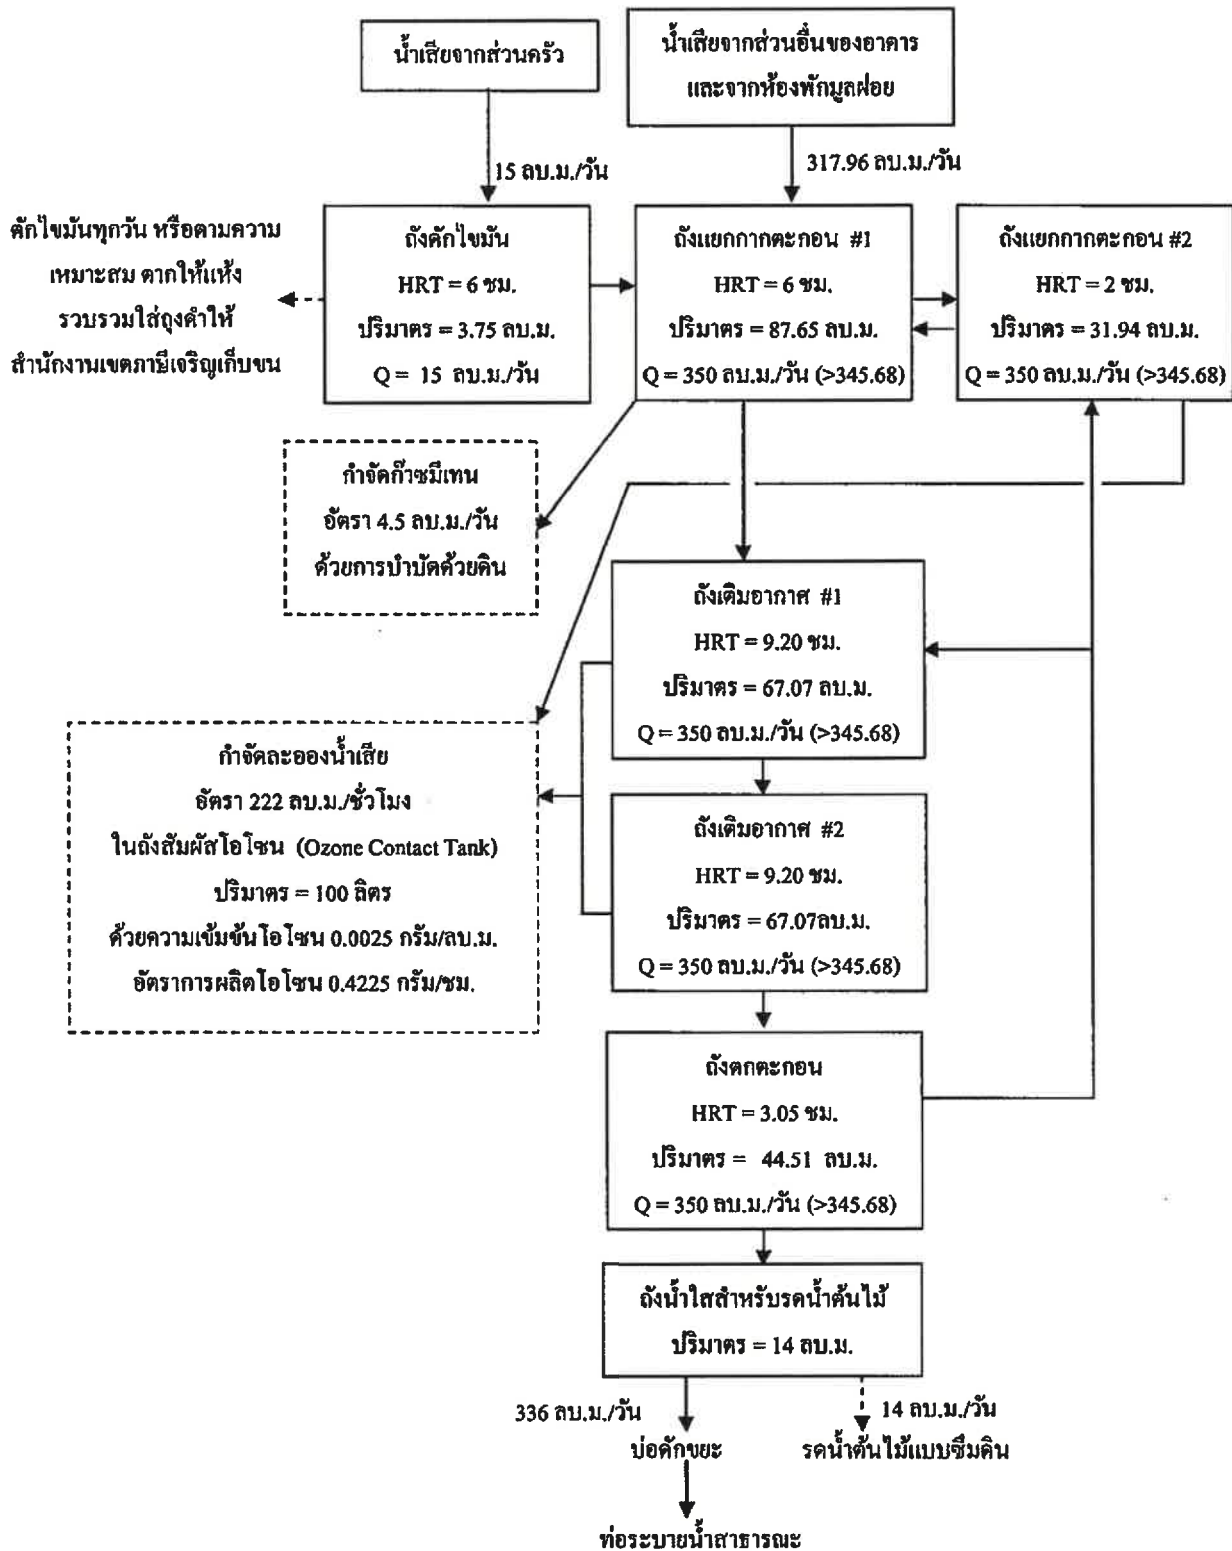 น้ำเสียจากส่วนครัว
น้ำเสียจากส่วนอื่นของอาคาร
และจากห้องพักมูลฝอย
15 ลบ.ม./วัน
317.96 ลบ.ม./วัน
ดักไขมันทุกวัน หรือตามความ
เหมาะสม ตากให้แห้ง
รวบรวมใส่ถุงดำให้
สำนักงานเขตภาษีเจริญเก็บขน
ถังดักไขมัน
HRT = 6 ชม.
ปริมาตร = 3.75 ลบ.ม.
Q = 15 ลบ.ม./วัน
ถังแยกกากตะกอน #1
HRT = 6 ชม.
ปริมาตร = 87.65 ลบ.ม.
Q = 350 ลบ.ม./วัน (>345.68)
ถังแยกกากตะกอน #2
HRT = 2 ชม.
ปริมาตร = 31.94 ลบ.ม.
Q = 350 ลบ.ม./วัน (>345.68)
กำจัดก๊าซมีเทน
อัตรา 4.5 ลบ.ม./วัน
ด้วยการบำบัดด้วยดิน
ถังเติมอากาศ #1
HRT = 9.20 ชม.
ปริมาตร = 67.07 ลบ.ม.
Q = 350 ลบ.ม./วัน (>345.68)
กำจัดละอองน้ำเสีย
อัตรา 222 ลบ.ม./ชั่วโมง
ในถังสัมผัสโอโซน (Ozone Contact Tank)
ปริมาตร = 100 ลิตร
ด้วยความเข้มข้นโอโซน 0.0025 กรัม/ลบ.ม.
อัตราการผลิตโอโซน 0.4225 กรัม/ชม.
ถังเติมอากาศ #2
HRT = 9.20 ชม.
ปริมาตร = 67.07ลบ.ม.
Q = 350 ลบ.ม./วัน (>345.68)
ถังตกตะกอน
HRT = 3.05 ชม.
ปริมาตร = 44.51 ลบ.ม.
Q = 350 ลบ.ม./วัน (>345.68)
ถังน้ำใสสำหรับรดน้ำต้นไม้
ปริมาตร = 14 ลบ.ม.
336 ลบ.ม./วัน
14 ลบ.ม./วัน
บ่อดักขยะ
รดน้ำต้นไม้แบบซึมดิน
ท่อระบายน้ำสาธารณะ